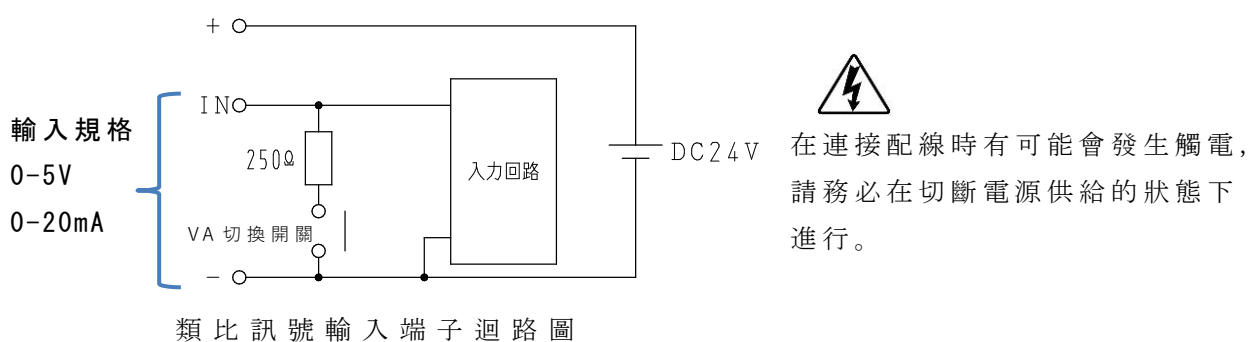 +
IN
輸入規格
0-5V
0-20mA
250Ω
VA切換開關
-
入力回路
DC24V
類比訊號輸入端子迴路圖
在連接配線時有可能會發生觸電,
請務必在切斷電源供給的狀態下
進行。